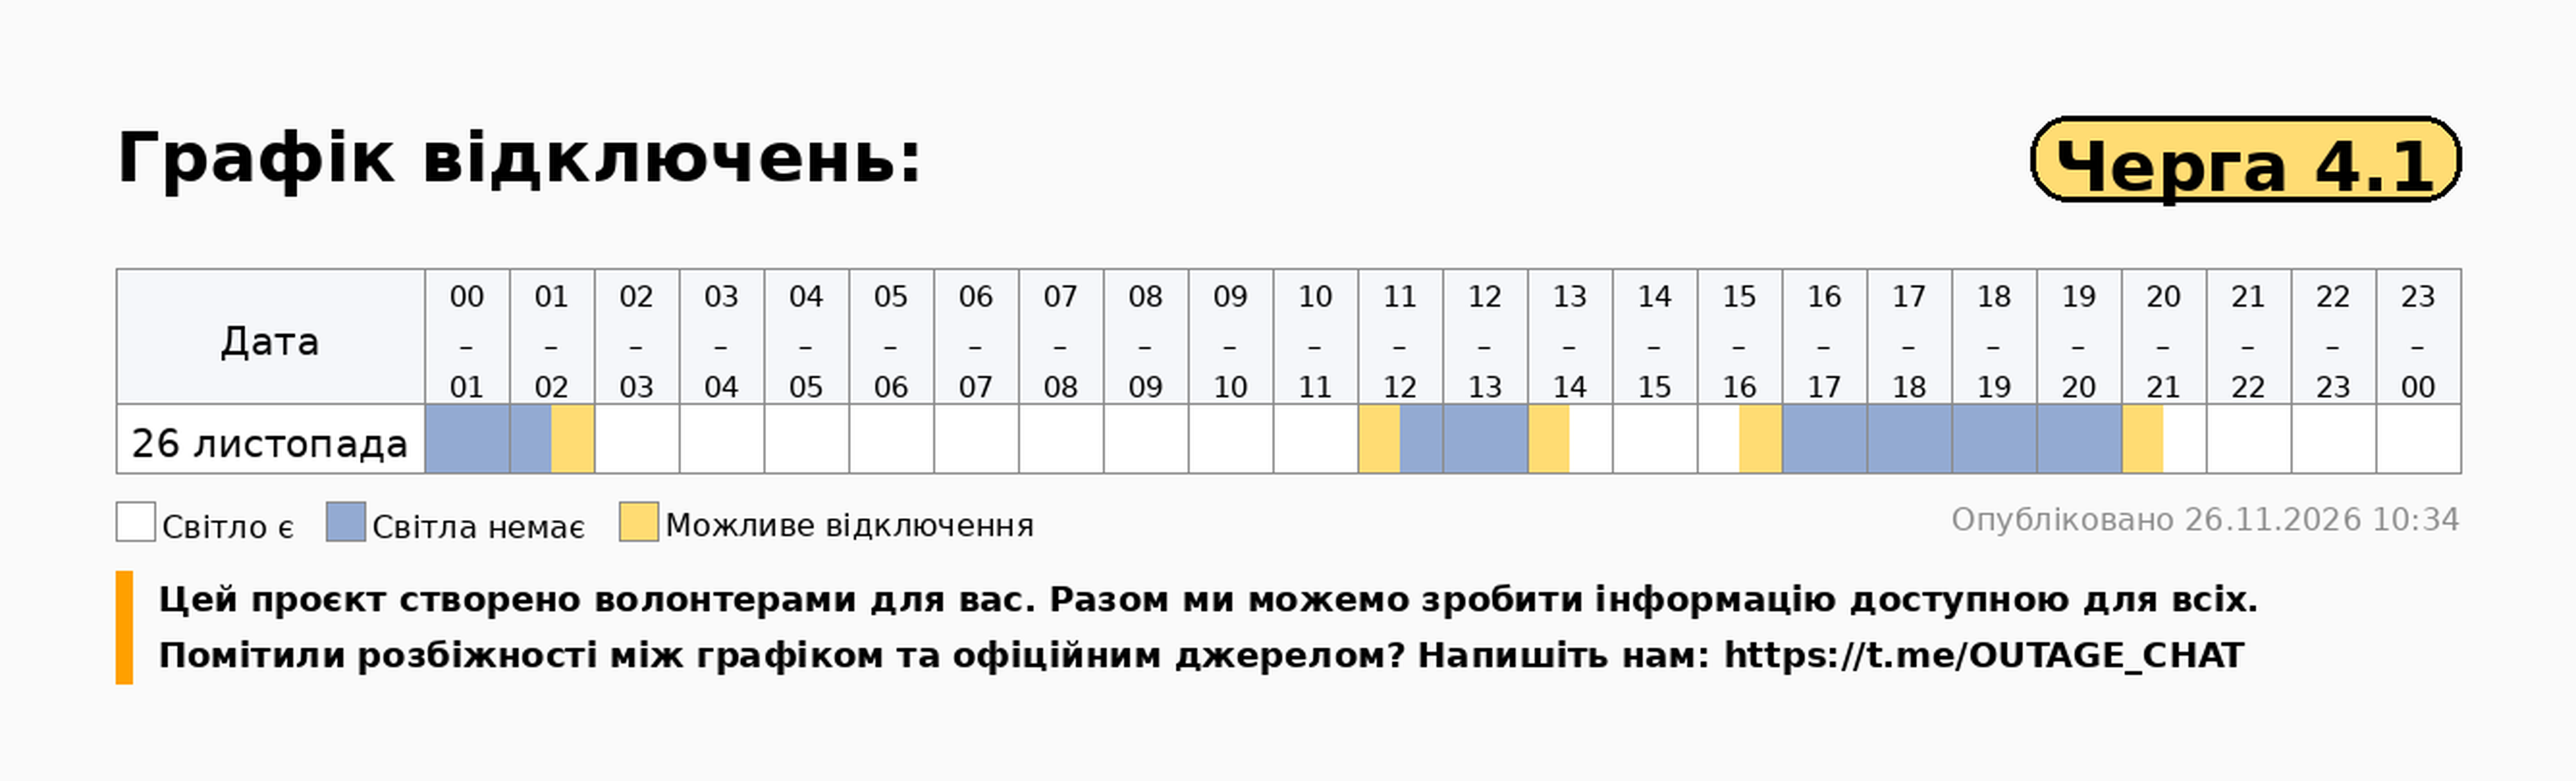 Графік відключень:
Черга 4.1
Дата 00 – 01 01 – 02 02 – 03 03 – 04 04 – 05 05 – 06 06 – 07 07 – 08 08 – 09 09 – 10 10 – 11 11 – 12 12 – 13 13 – 14 14 – 15 15 – 16 16 – 17 17 – 18 18 – 19 19 – 20 20 – 21 21 – 22 22 – 23 23 – 00
26 листопада
Світло є Світла немає Можливе відключення
Опубліковано 26.11.2026 10:34
Цей проєкт створено волонтерами для вас. Разом ми можемо зробити інформацію доступною для всіх.
Помітили розбіжності між графіком та офіційним джерелом? Напишіть нам: https://t.me/OUTAGE_CHAT